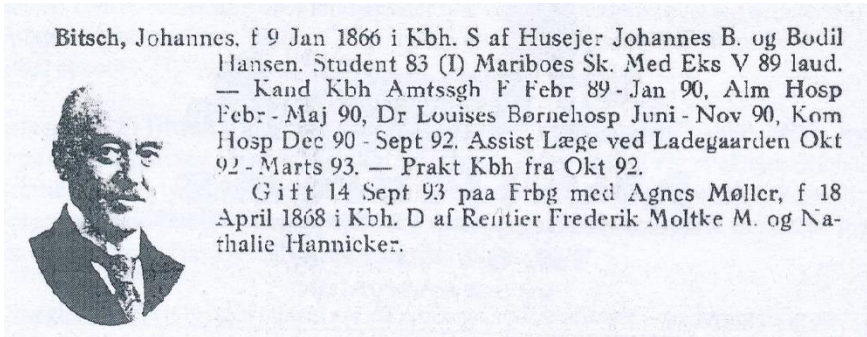 Bitsch, Johannes, f 9 Jan 1866 i Kbh. S af Husejer Johannes B. og Bodil
Hansen. Student 83 (I) Mariboes Sk. Med Eks V 89 laud.
— Kand Kbh Amtssgh F Febr 89 - Jan 90, Alm Hosp
Febr - Maj 90, Dr Louises Børnehosp Juni - Nov 90, Kom
Hosp Dec 90 - Sept 92. Assist Læge ved Ladegaarden Okt
92 - Marts 93. — Prakt Kbh fra Okt 92.
Gift 14 Sept 93 paa Frbg med Agnes Møller, f 18
April 1868 i Kbh. D af Rentier Frederik Moltke M. og Na-
thalie Hannicker.